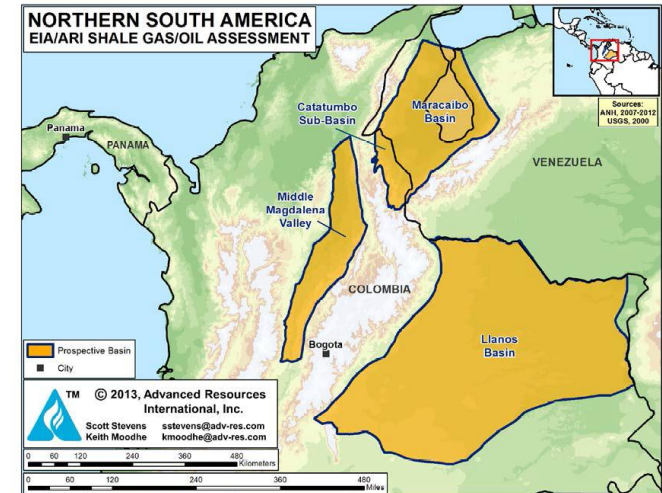 NORTHERN SOUTH AMERICA
EIA/ARI SHALE GAS/OIL ASSESSMENT
Sources:
ANH, 2007-2012
USGS, 2000
Catatumbo
Sub-Basin
Maracaibo
Basin
Panama
PANAMA
VENEZUELA
Middle
Magdalena
Valley
COLOMBIA
Llanos
Basin
Bogota
Prospective Basin
City
TM
© 2013, Advanced Resources
International, Inc.
Scott Stevens sstevens@adv-res.com
Keith Moodhe kmoodhe@adv-res.com
0 60 120 240 360 480
Kilometers
0 60 120 240 360 480
Miles